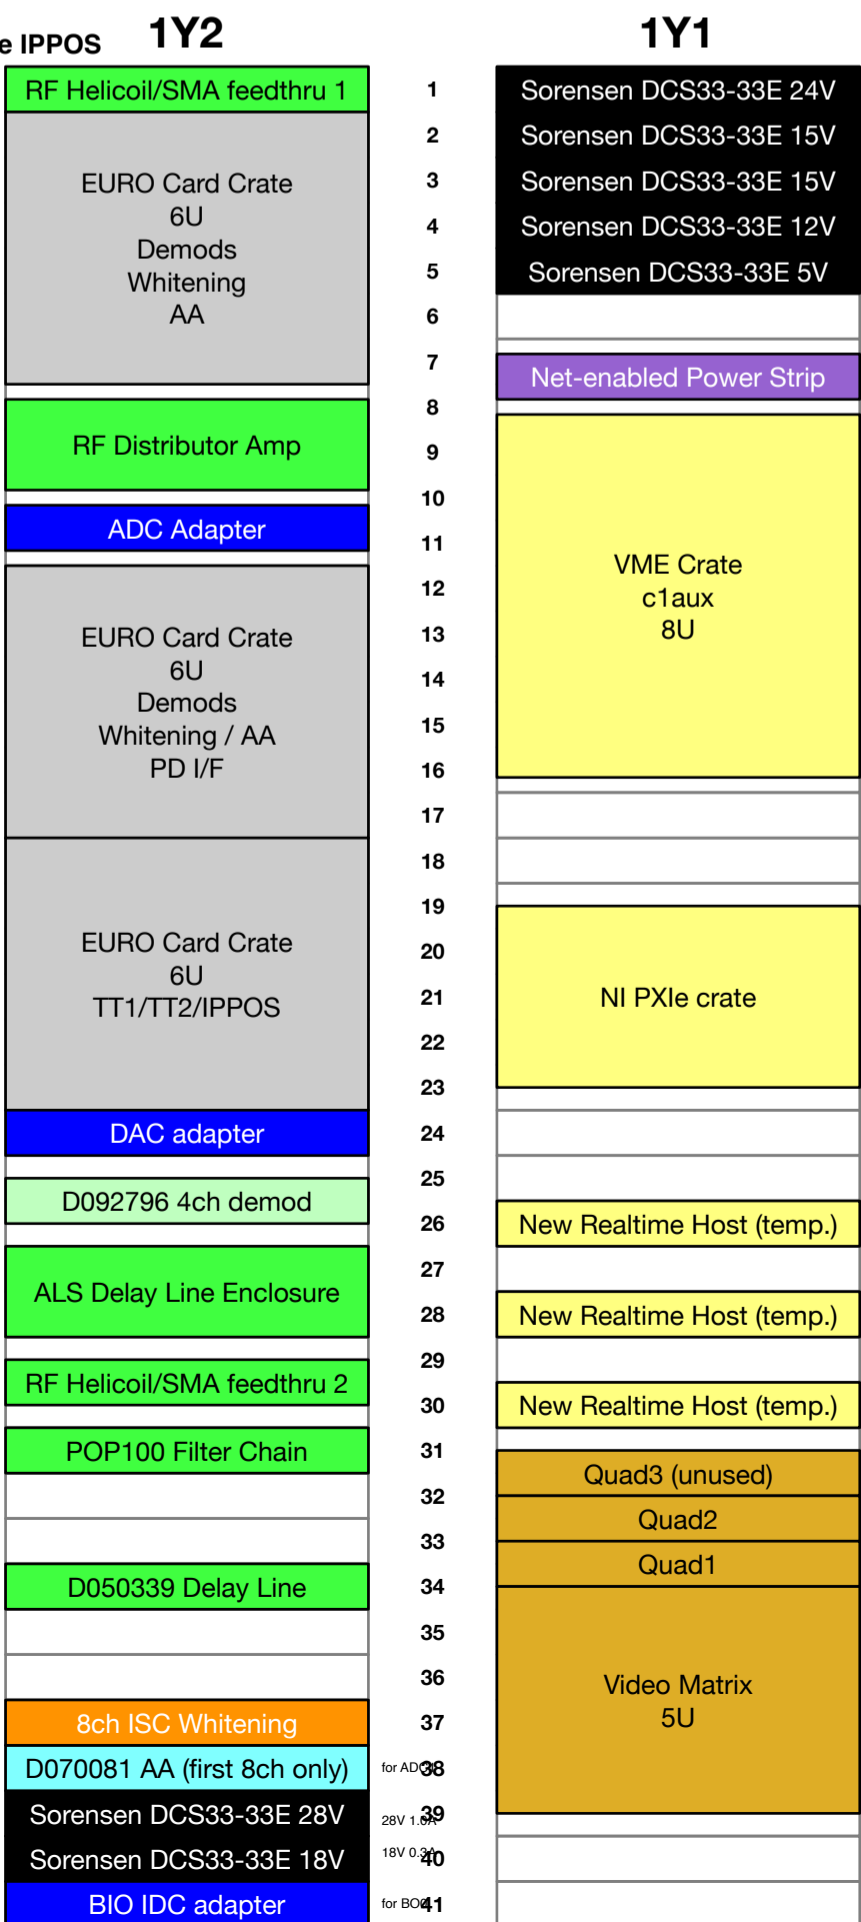 e IPPOS
1Y2
1Y1
RF Helicoil/SMA feedthru 1
EURO Card Crate
6U
Demods
Whitening
AA
RF Distributor Amp
ADC Adapter
EURO Card Crate
6U
Demods
Whitening / AA
PD I/F
EURO Card Crate
6U
TT1/TT2/IPPOS
DAC adapter
D092796 4ch demod
ALS Delay Line Enclosure
RF Helicoil/SMA feedthru 2
POP100 Filter Chain
D050339 Delay Line
8ch ISC Whitening
D070081 AA (first 8ch only)
Sorensen DCS33-33E 28V
Sorensen DCS33-33E 18V
BIO IDC adapter
1
2
3
4
5
6
7
8
9
10
11
12
13
14
15
16
17
18
19
20
21
22
23
24
25
26
27
28
29
30
31
32
33
34
35
36
37
for 38
28V 39
18V 40
for 41
Sorensen DCS33-33E 24V
Sorensen DCS33-33E 15V
Sorensen DCS33-33E 15V
Sorensen DCS33-33E 12V
Sorensen DCS33-33E 5V
Net-enabled Power Strip
VME Crate
c1aux
8U
NI PXIe crate
New Realtime Host (temp.)
New Realtime Host (temp.)
New Realtime Host (temp.)
Quad3 (unused)
Quad2
Quad1
Video Matrix
5U